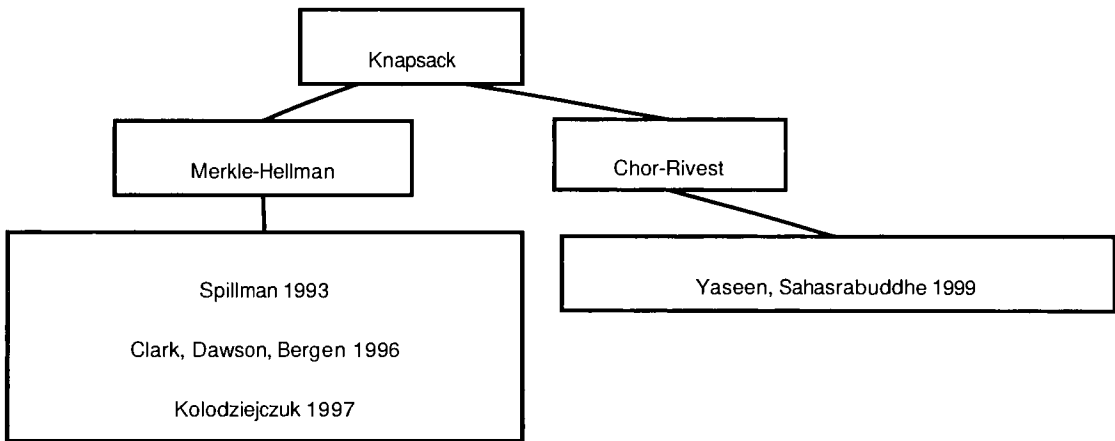 Knapsack
Merkle-Hellman
Chor-Rivest
Spillman 1993
Clark, Dawson, Bergen 1996
Kolodziejczuk 1997
Yaseen, Sahasrabuddhe 1999